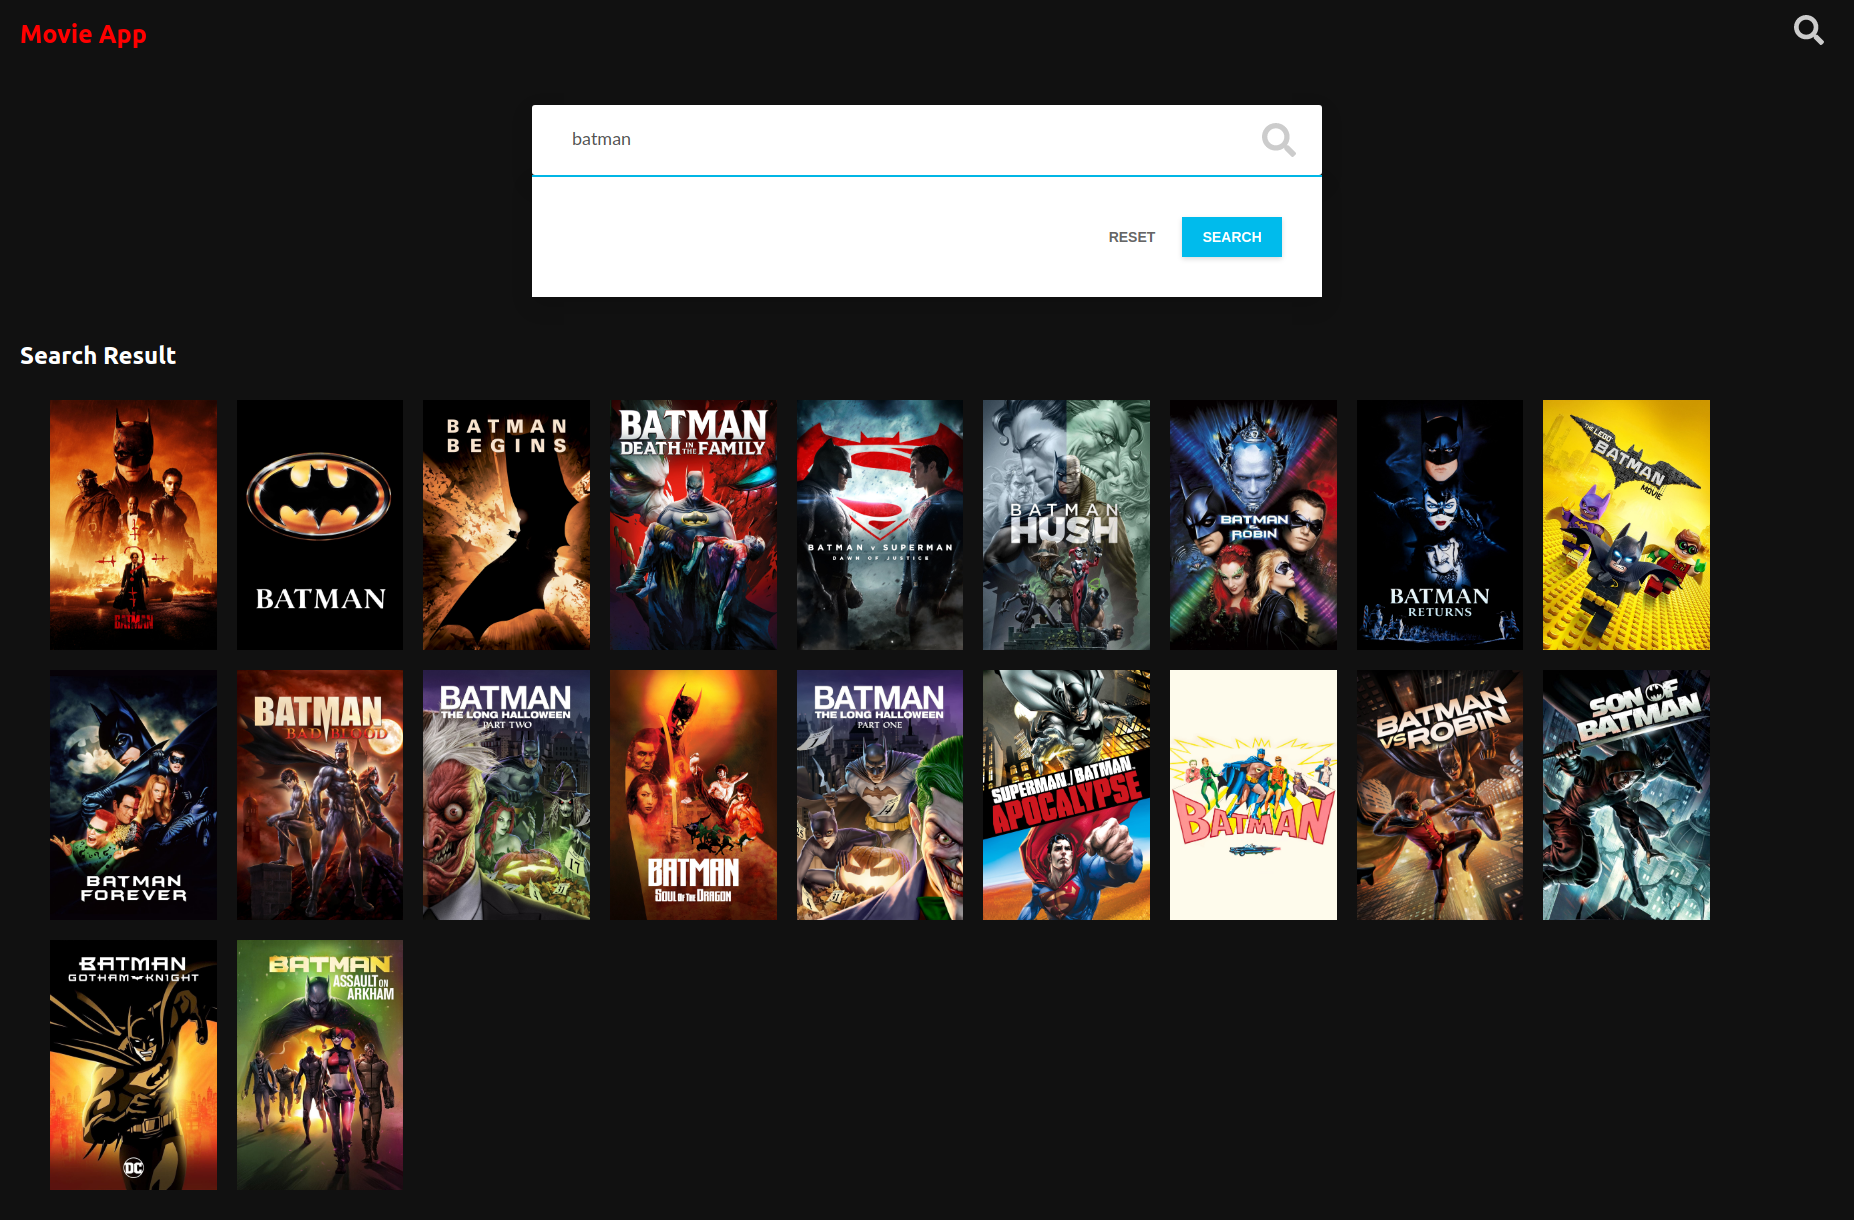 Movie App
batman
RESET
SEARCH
Search Result
BATMAN
BATMAN
BATMAN
BEGINS
BATMAN
DEATH IN THE FAMILY
BATMAN v SUPERMAN
DAWN OF JUSTICE
BATMAN
HUSH
BATMAN
&
ROBIN
BATMAN
RETURNS
THE LEGO
BATMAN
MOVIE
BATMAN
FOREVER
BATMAN
BAD BLOOD
BATMAN
THE LONG HALLOWEEN
PART TWO
17
31
BATMAN
SOUL OF THE DRAGON
BATMAN
THE LONG HALLOWEEN
PART ONE
SUPERMAN/BATMAN
APOCALYPSE
BATMAN
BATMAN
VS ROBIN
SON OF
BATMAN
BATMAN
GOTHAM KNIGHT
DC
BATMAN
ASSAULT ON
ARKHAM